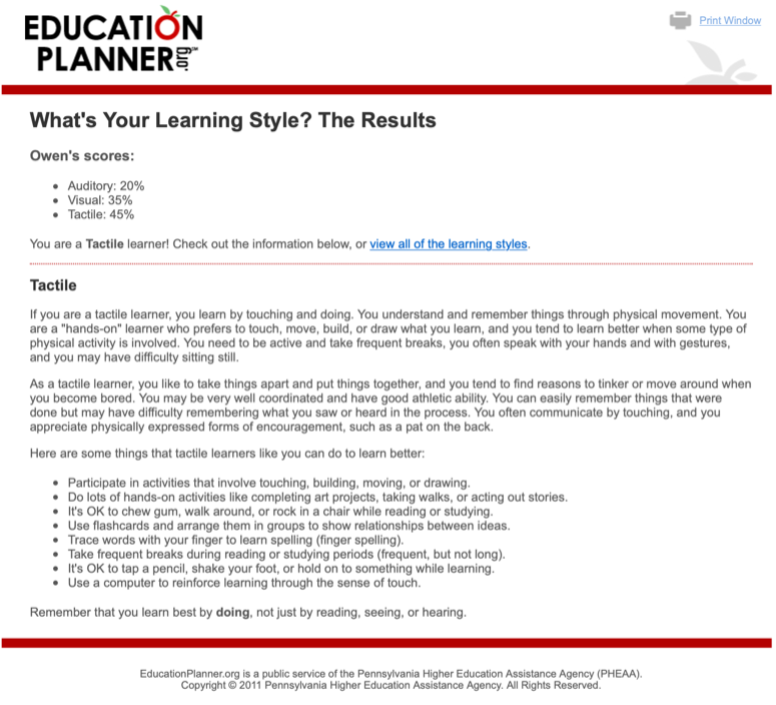 EDUCATION
PLANNER.org™
Print Window
What's Your Learning Style? The Results
Owen's scores:
• Auditory: 20%
• Visual: 35%
• Tactile: 45%
You are a Tactile learner! Check out the information below, or view all of the learning styles.
Tactile
If you are a tactile learner, you learn by touching and doing. You understand and remember things through physical movement. You
are a "hands-on" learner who prefers to touch, move, build, or draw what you learn, and you tend to learn better when some type of
physical activity is involved. You need to be active and take frequent breaks, you often speak with your hands and with gestures,
and you may have difficulty sitting still.
As a tactile learner, you like to take things apart and put things together, and you tend to find reasons to tinker or move around when
you become bored. You may be very well coordinated and have good athletic ability. You can easily remember things that were
done but may have difficulty remembering what you saw or heard in the process. You often communicate by touching, and you
appreciate physically expressed forms of encouragement, such as a pat on the back.
Here are some things that tactile learners like you can do to learn better:
• Participate in activities that involve touching, building, moving, or drawing.
• Do lots of hands-on activities like completing art projects, taking walks, or acting out stories.
• It's OK to chew gum, walk around, or rock in a chair while reading or studying.
• Use flashcards and arrange them in groups to show relationships between ideas.
• Trace words with your finger to learn spelling (finger spelling).
• Take frequent breaks during reading or studying periods (frequent, but not long).
• It's OK to tap a pencil, shake your foot, or hold on to something while learning.
• Use a computer to reinforce learning through the sense of touch.
Remember that you learn best by doing, not just by reading, seeing, or hearing.
EducationPlanner.org is a public service of the Pennsylvania Higher Education Assistance Agency (PHEAA).
Copyright © 2011 Pennsylvania Higher Education Assistance Agency. All Rights Reserved.